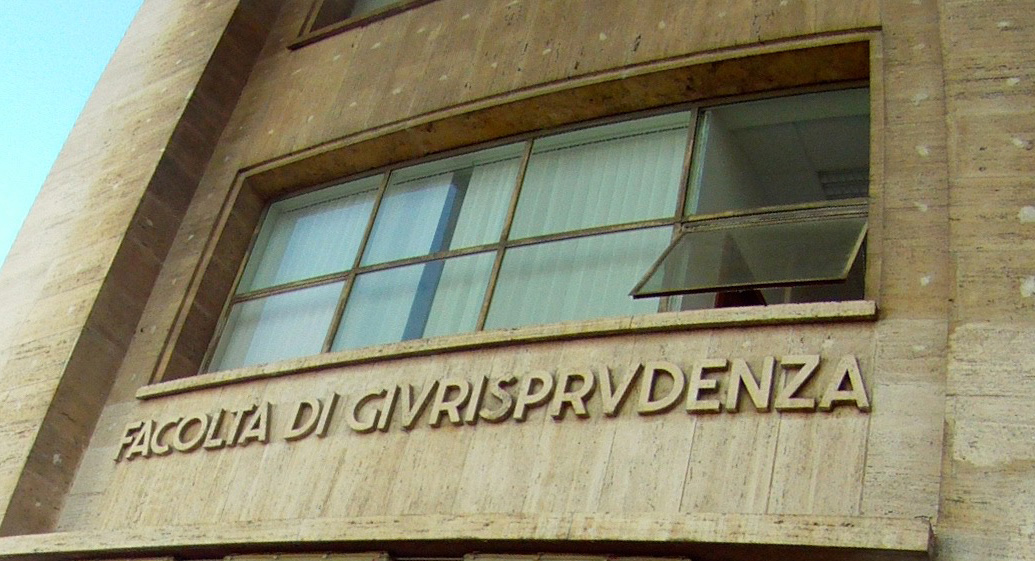 FACOLTA DI GIVRISPRVDENZA